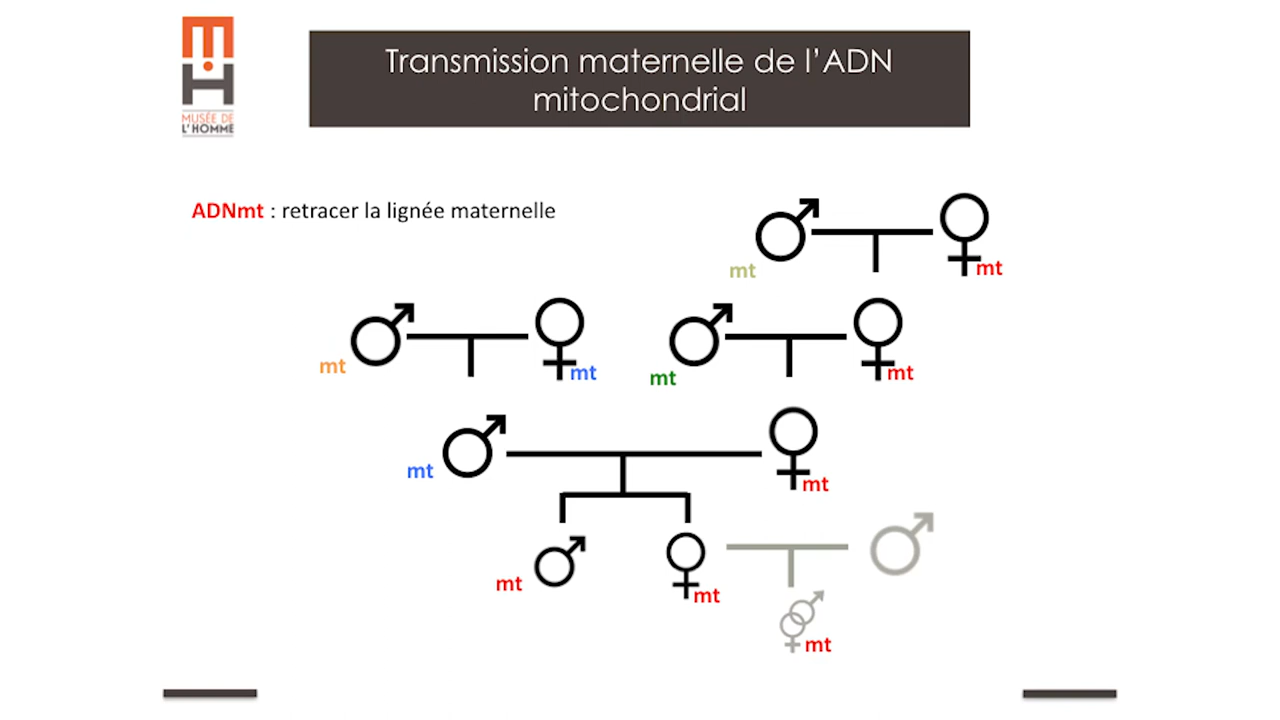 MUSÉE DE
L'HOMME
Transmission maternelle de l’ADN
mitochondrial
ADNmt : retracer la lignée maternelle
mt
mt
mt
mt
mt
mt
mt
mt
mt
mt
mt